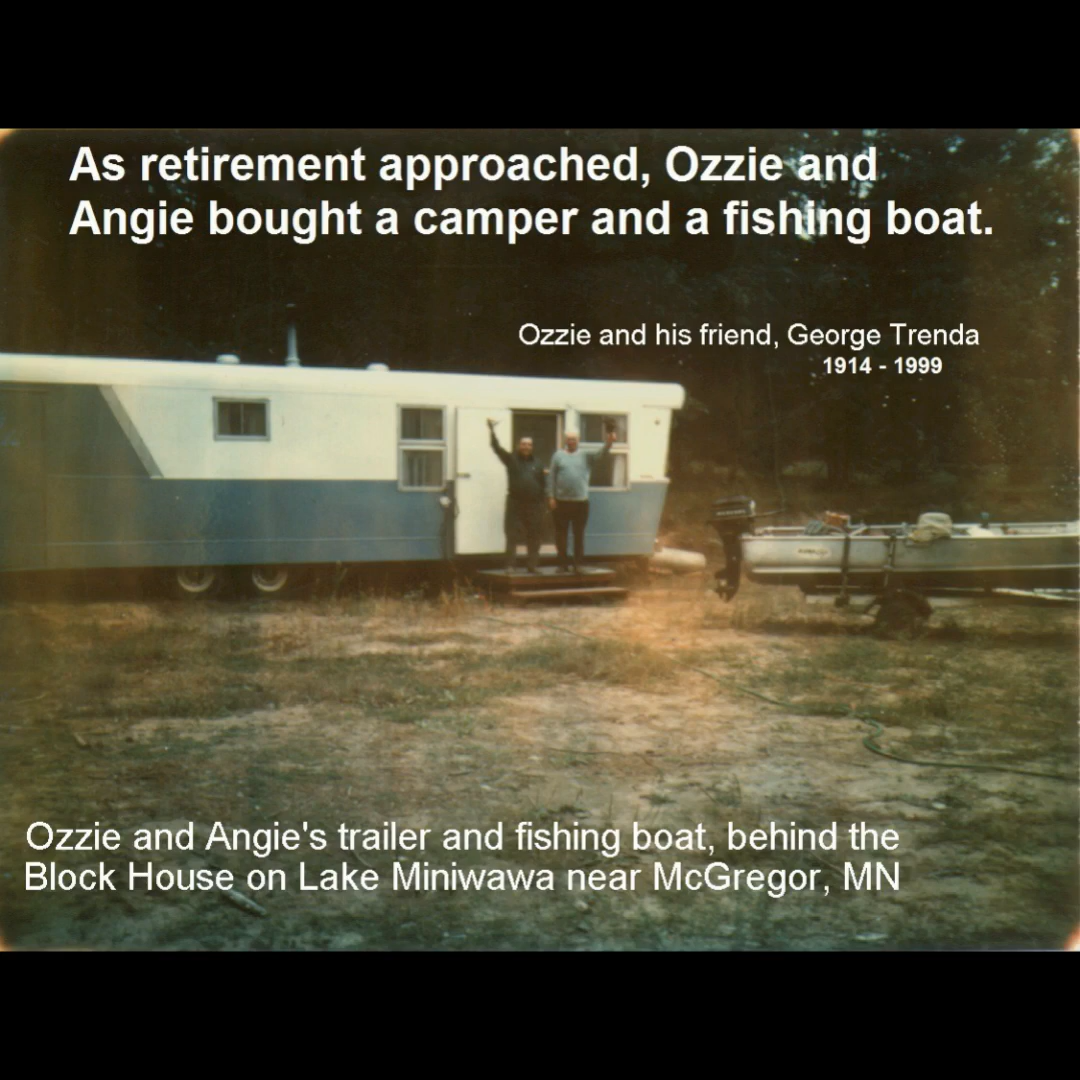 As retirement approached, Ozzie and
Angie bought a camper and a fishing boat.
Ozzie and his friend, George Trenda
1914 - 1999
Ozzie and Angie's trailer and fishing boat, behind the
Block House on Lake Miniwawa near McGregor, MN